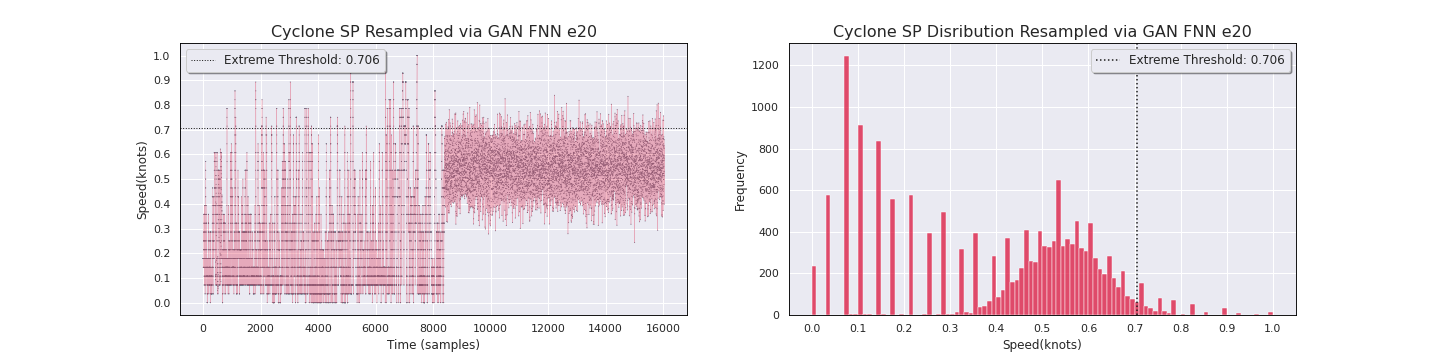 Cyclone SP Resampled via GAN FNN e20
Extreme Threshold: 0.706
1.0
0.9
0.8
0.7
0.6
0.5
0.4
0.3
0.2
0.1
0.0
Speed(knots)
0 2000 4000 6000 8000 10000 12000 14000 16000
Time (samples)
Cyclone SP Disribution Resampled via GAN FNN e20
Extreme Threshold: 0.706
1200
1000
800
600
400
200
0
Frequency
0.0 0.1 0.2 0.3 0.4 0.5 0.6 0.7 0.8 0.9 1.0
Speed(knots)